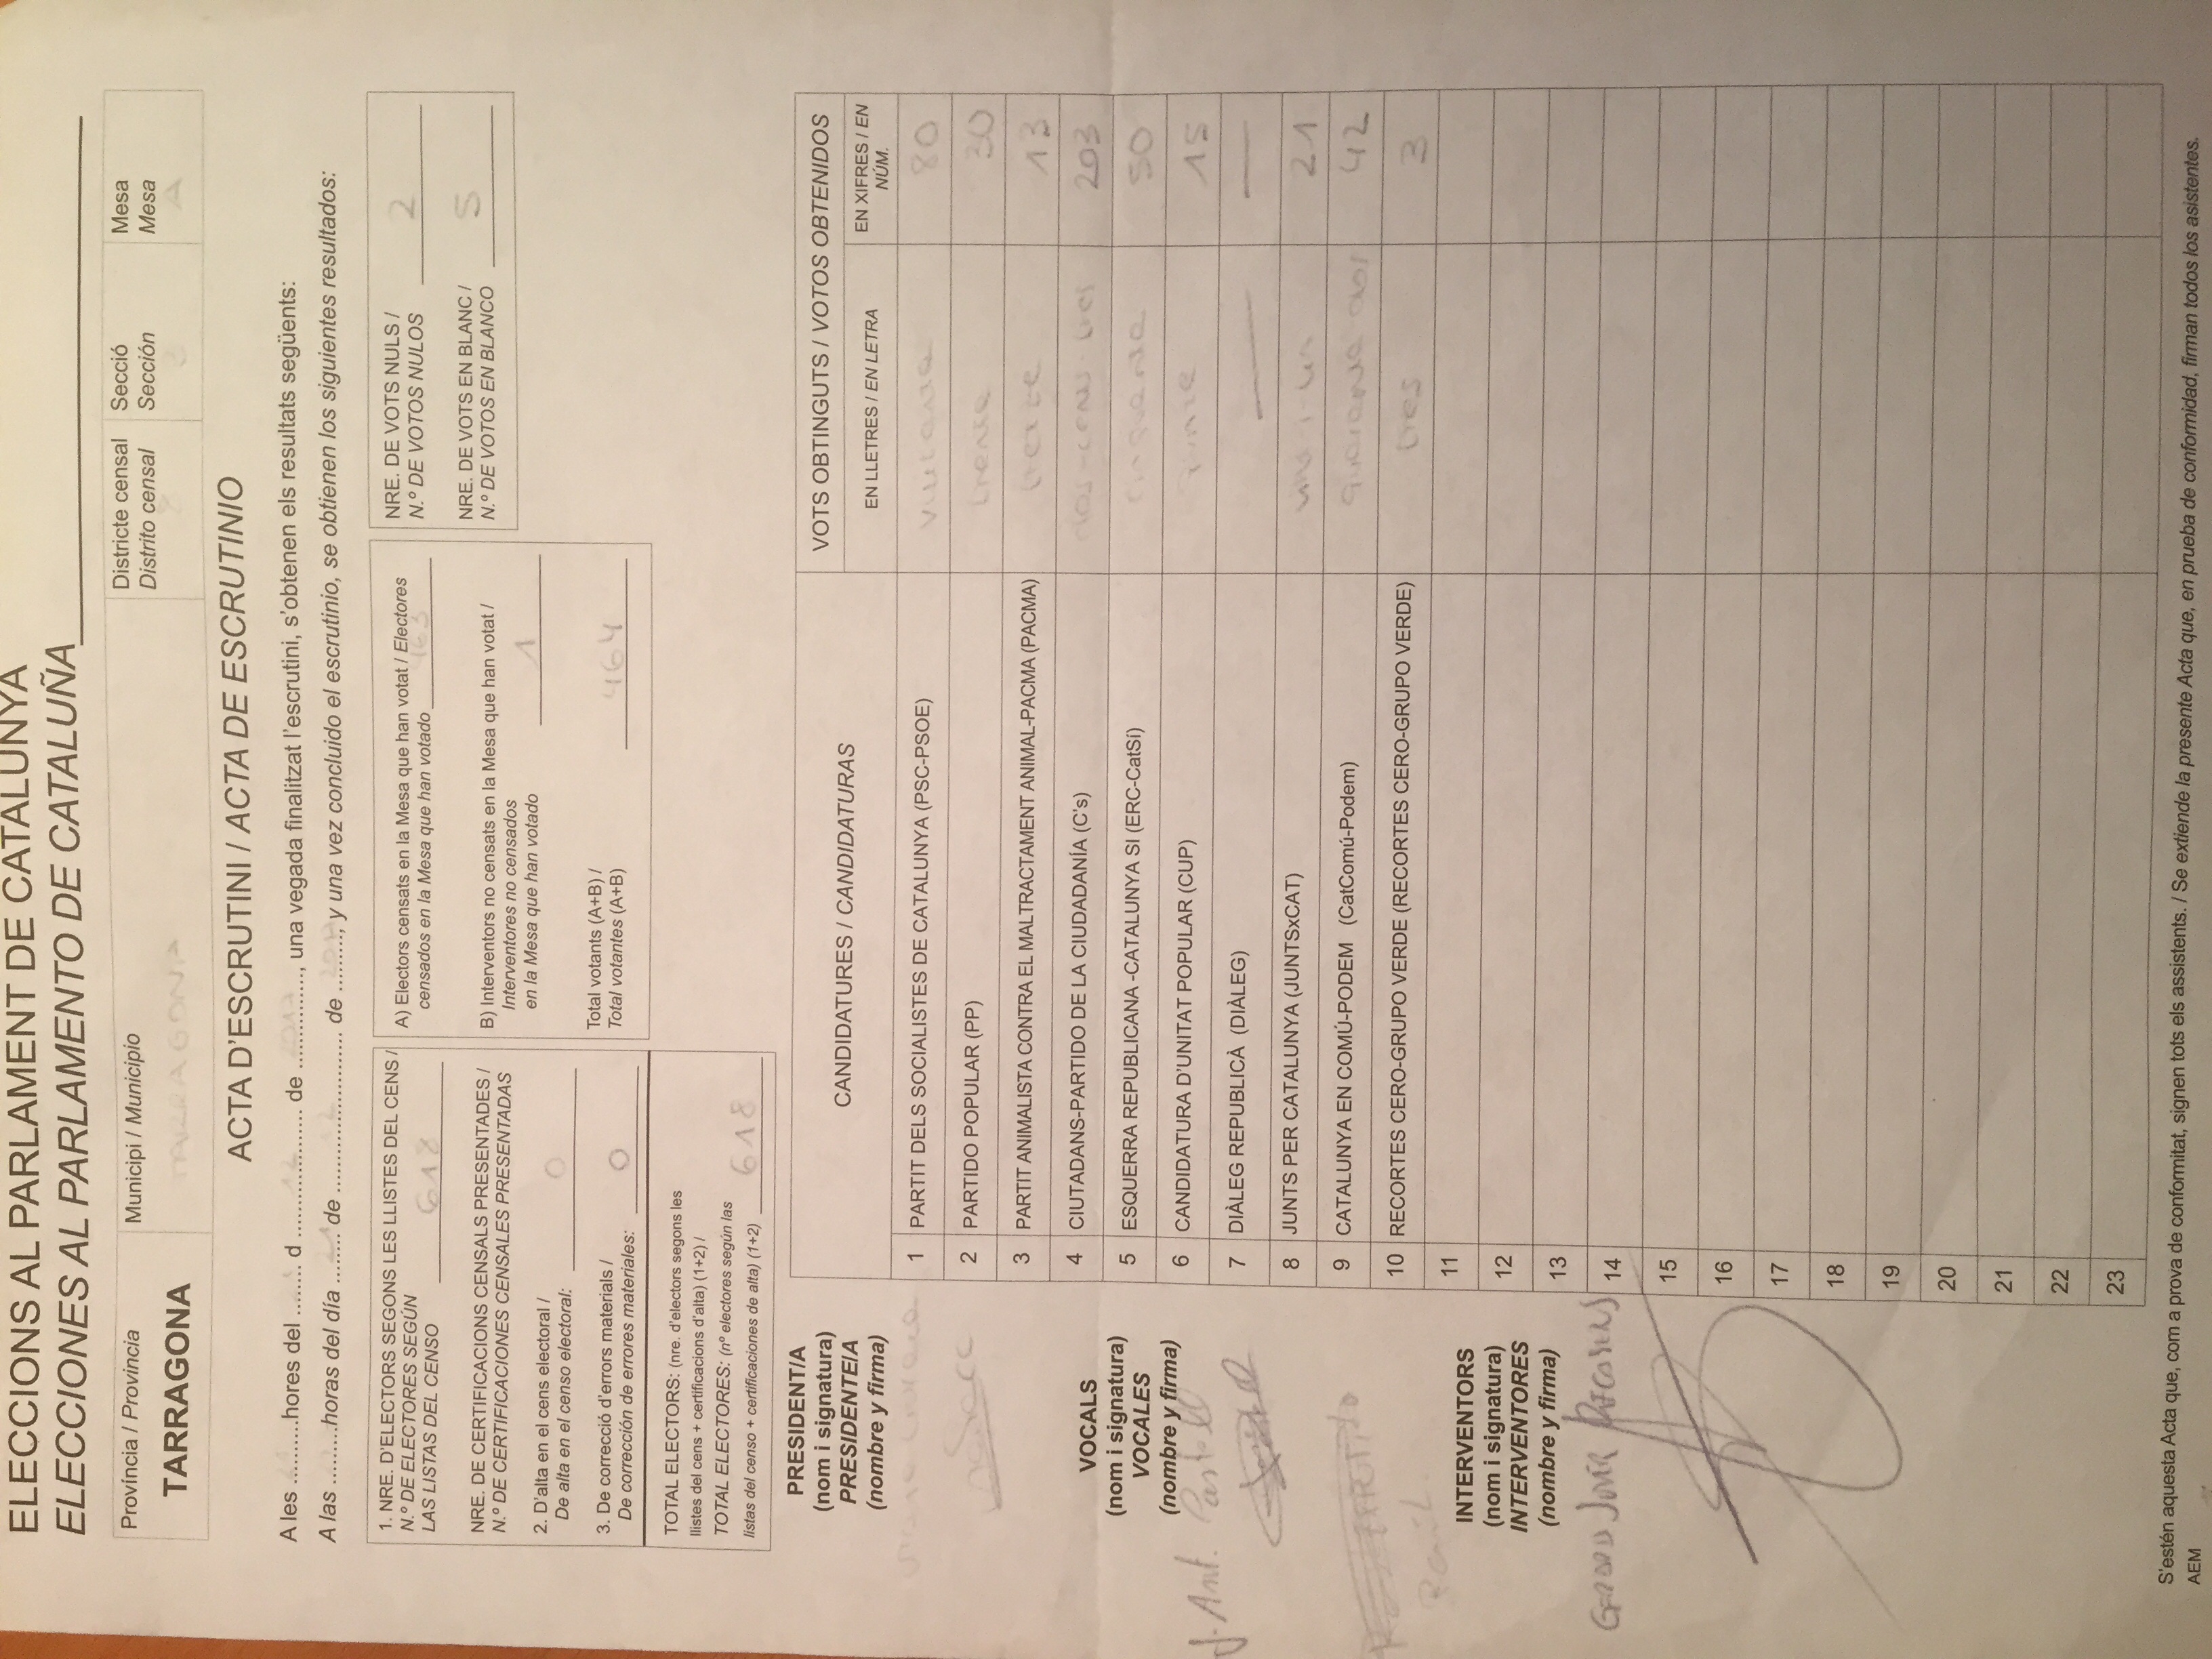 ELECCIONS AL PARLAMENT DE CATALUNYA
ELECCIONES AL PARLAMENTO DE CATALUÑA
Província / Provincia
Municipi / Municipio
Districte censal
Distrito censal
Secció
Sección
Mesa
Mesa
TARRAGONA
TARRAGONA
8
3
A
ACTA D'ESCRUTINI / ACTA DE ESCRUTINIO
A les .........hores del ....... d 12 de 2017, una vegada finalitzat l'escrutini, s'obtenen els resultats següents:
A las ........horas del día 21 de 12 de 2017, y una vez concluido el escrutinio, se obtienen los siguientes resultados:
1. NRE. D'ELECTORS SEGONS LES LLISTES DEL CENS /
N.º DE ELECTORES SEGÚN
LAS LISTAS DEL CENSO 618
NRE. DE CERTIFICACIONS CENSALS PRESENTADES /
N.º DE CERTIFICACIONES CENSALES PRESENTADAS
2. D'alta en el cens electoral /
De alta en el censo electoral: 0
3. De correcció d'errors materials /
De corrección de errores materiales: 0
TOTAL ELECTORS: (nre. d'electors segons les
llistes del cens + certificacions d'alta) (1+2) /
TOTAL ELECTORES: (nº electores según las
listas del censo + certificaciones de alta) (1+2) 618
A) Electors censats en la Mesa que han votat / Electores
censados en la Mesa que han votado 463
B) Interventors no censats en la Mesa que han votat /
Interventores no censados
en la Mesa que han votado 1
Total votants (A+B) /
Total votantes (A+B) 464
NRE. DE VOTS NULS /
N.º DE VOTOS NULOS 2
NRE. DE VOTS EN BLANC /
N.º DE VOTOS EN BLANCO 5
PRESIDENT/A
(nom i signatura)
PRESIDENTE/A
(nombre y firma)
VOCALS
(nom i signatura)
VOCALES
(nombre y firma)
J. Ant. Castell
Raúl.
INTERVENTORS
(nom i signatura)
INTERVENTORES
(nombre y firma)
CANDIDATURES / CANDIDATURAS
VOTS OBTINGUTS / VOTOS OBTENIDOS
EN LLETRES / EN LETRA
EN XIFRES / EN
NÚM.
1 PARTIT DELS SOCIALISTES DE CATALUNYA (PSC-PSOE) vuitanta 80
2 PARTIDO POPULAR (PP) trenta 30
3 PARTIT ANIMALISTA CONTRA EL MALTRACTAMENT ANIMAL-PACMA (PACMA) tretze 13
4 CIUTADANS-PARTIDO DE LA CIUDADANÍA (C's) dos-cents tres 203
5 ESQUERRA REPUBLICANA -CATALUNYA SI (ERC-CatSí) cinquanta 50
6 CANDIDATURA D'UNITAT POPULAR (CUP) quinze 15
7 DIÀLEG REPUBLICÀ (DIÀLEG) — —
8 JUNTS PER CATALUNYA (JUNTSxCAT) vint-i-un 21
9 CATALUNYA EN COMÚ-PODEM (CatComú-Podem) quaranta dos 42
10 RECORTES CERO-GRUPO VERDE (RECORTES CERO-GRUPO VERDE) tres 3
11
12
13
14
15
16
17
18
19
20
21
22
23
S'estén aquesta Acta que, com a prova de conformitat, signen tots els assistents. / Se extiende la presente Acta que, en prueba de conformidad, firman todos los asistentes.
AEM